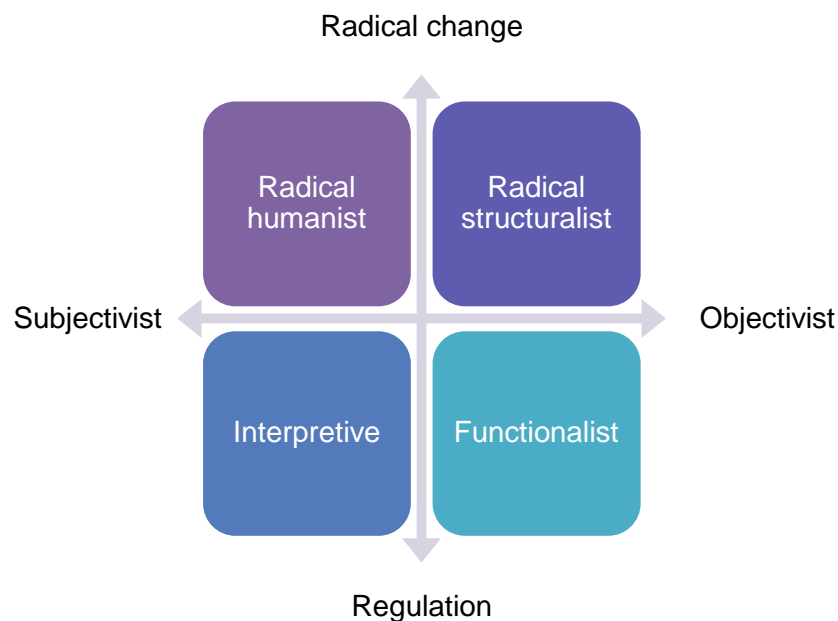 Radical change
Radical
humanist
Radical
structuralist
Subjectivist
Objectivist
Interpretive
Functionalist
Regulation